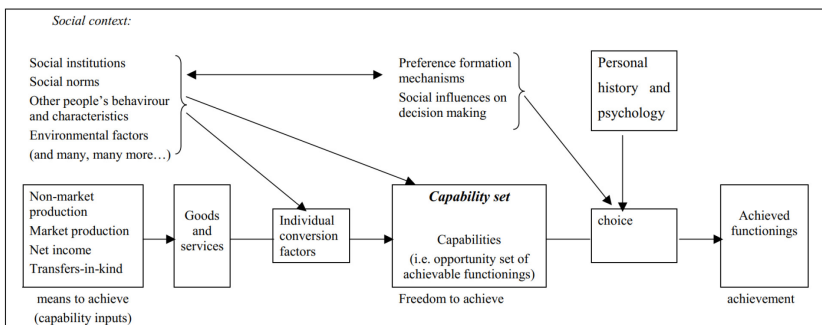 Social context:
Social institutions
Social norms
Other people's behavirour
and characteristics
Environmental factors
(and many, many more…)
Preference formation
mechanisms
Social influences on
decision making
Personal
history and
psychology
Non-market
production
Market production
Net income
Transfers-in-kind
Goods
and
services
Individual
conversion
factors
Capability set
Capabilities
(i.e. opportunity set of
achievable functionings)
choice
Achieved
functionings
means to achieve
(capability inputs)
Freedom to achieve
achievement